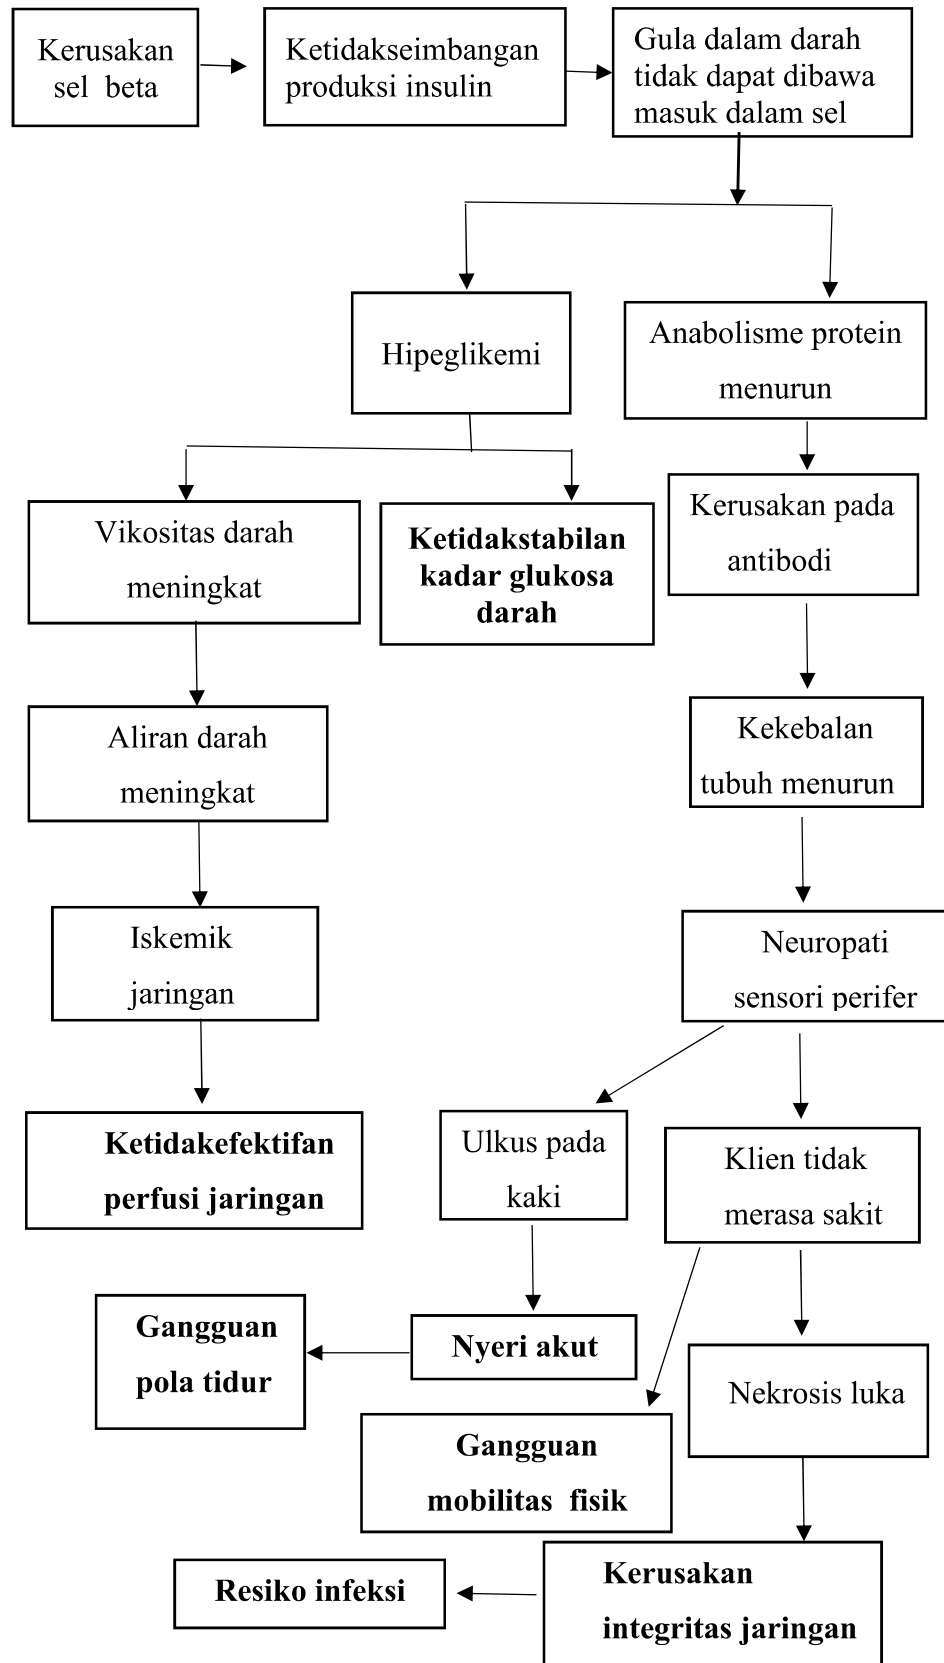 Kerusakan
sel beta
Ketidakseimbangan
produksi insulin
Gula dalam darah
tidak dapat dibawa
masuk dalam sel
Hipeglikemi
Anabolisme protein
menurun
Vikositas darah
meningkat
Ketidakstabilan
kadar glukosa
darah
Kerusakan pada
antibodi
Aliran darah
meningkat
Kekebalan
tubuh menurun
Iskemik
jaringan
Neuropati
sensori perifer
Ketidakefektifan
perfusi jaringan
Ulkus pada
kaki
Klien tidak
merasa sakit
Gangguan
pola tidur
Nyeri akut
Nekrosis luka
Gangguan
mobilitas fisik
Resiko infeksi
Kerusakan
integritas jaringan